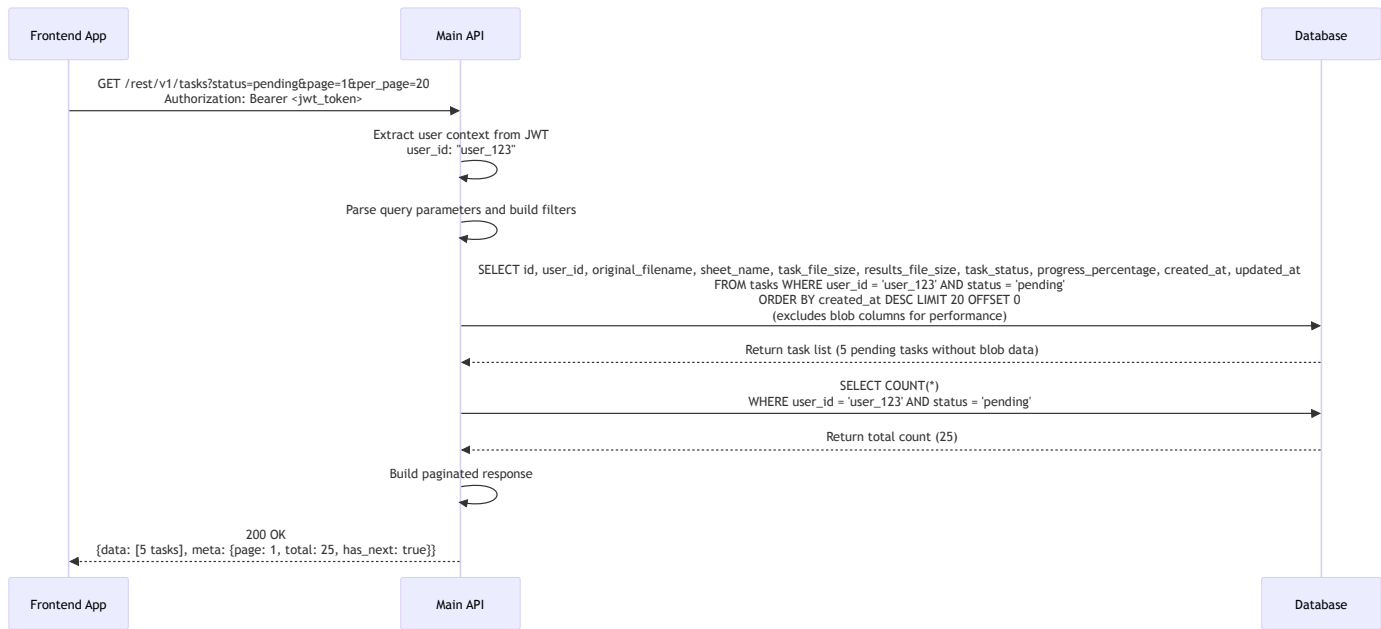 Frontend App
Main API
Database
GET /rest/v1/tasks?status=pending&page=1&per_page=20
Authorization: Bearer <jwt_token>
Extract user context from JWT
user_id: "user_123"
Parse query parameters and build filters
SELECT id, user_id, original_filename, sheet_name, task_file_size, results_file_size, task_status, progress_percentage, created_at, updated_at
FROM tasks WHERE user_id = 'user_123' AND status = 'pending'
ORDER BY created_at DESC LIMIT 20 OFFSET 0
(excludes blob columns for performance)
Return task list (5 pending tasks without blob data)
SELECT COUNT(*)
WHERE user_id = 'user_123' AND status = 'pending'
Return total count (25)
Build paginated response
200 OK
{data: [5 tasks], meta: {page: 1, total: 25, has_next: true}}
Frontend App
Main API
Database